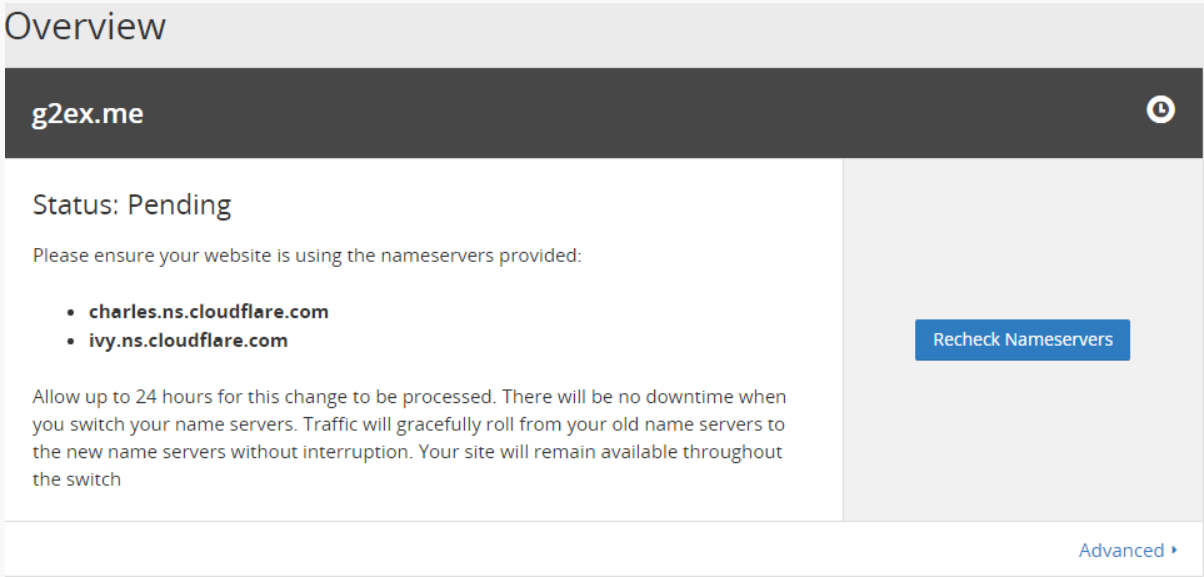 Overview
g2ex.me
Status: Pending
Please ensure your website is using the nameservers provided:
• charles.ns.cloudflare.com
• ivy.ns.cloudflare.com
Recheck Nameservers
Allow up to 24 hours for this change to be processed. There will be no downtime when
you switch your name servers. Traffic will gracefully roll from your old name servers to
the new name servers without interruption. Your site will remain available throughout
the switch
Advanced